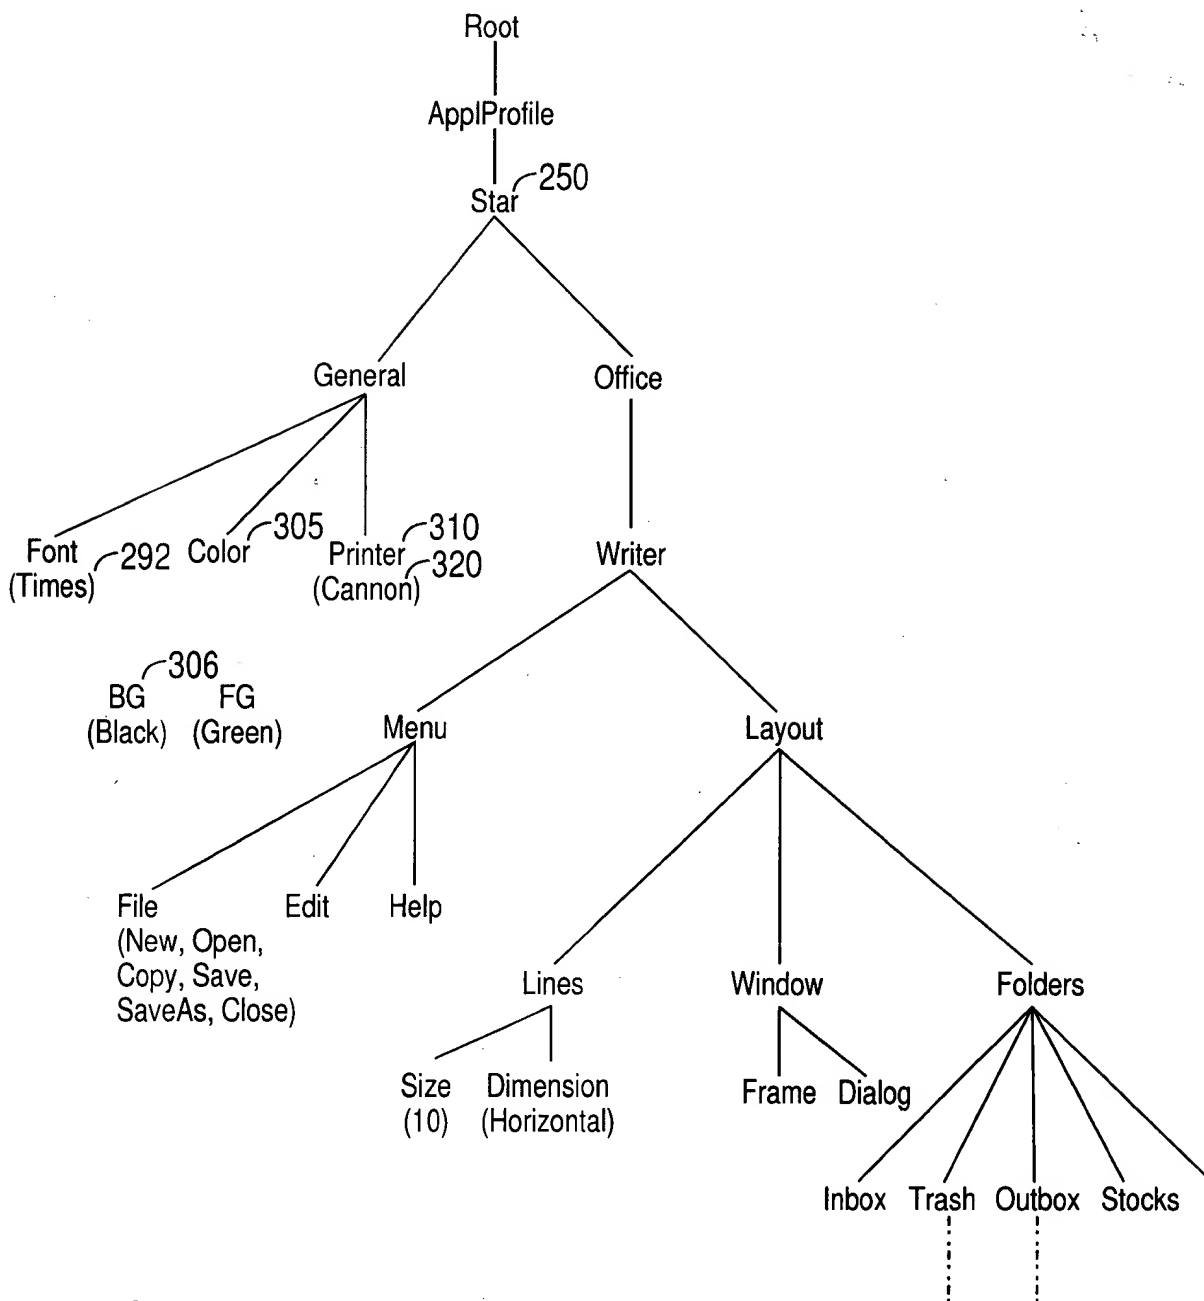 Root
ApplProfile
Star 250
General Office
Font 292 Color 305 Printer 310 Writer
(Times) (Cannon) 320
306
BG FG
(Black) (Green) Menu Layout
File Edit Help
(New, Open,
Copy, Save,
SaveAs, Close)
Lines Window Folders
Size Dimension Frame Dialog
(10) (Horizontal)
Inbox Trash Outbox Stocks